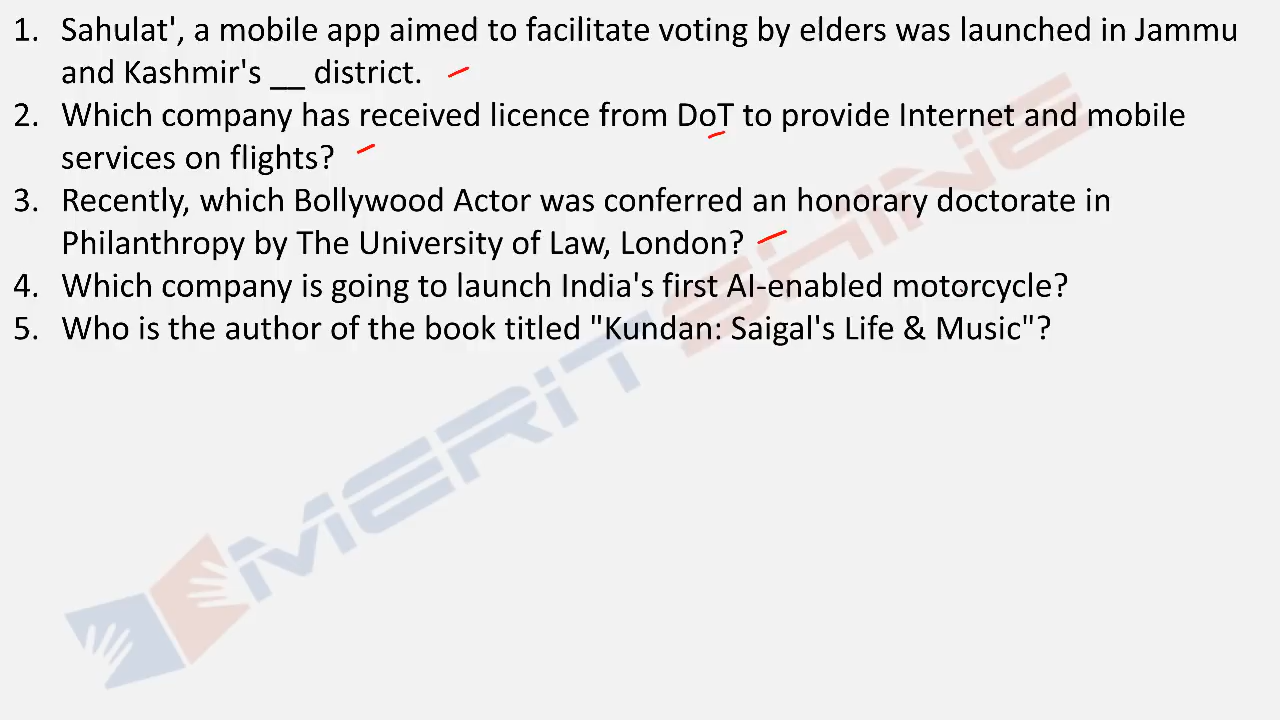 1. Sahulat', a mobile app aimed to facilitate voting by elders was launched in Jammu
and Kashmir's __ district.
2. Which company has received licence from DoT to provide Internet and mobile
services on flights?
3. Recently, which Bollywood Actor was conferred an honorary doctorate in
Philanthropy by The University of Law, London?
4. Which company is going to launch India's first AI-enabled motorcycle?
5. Who is the author of the book titled "Kundan: Saigal's Life & Music"?
MERiT SHINE